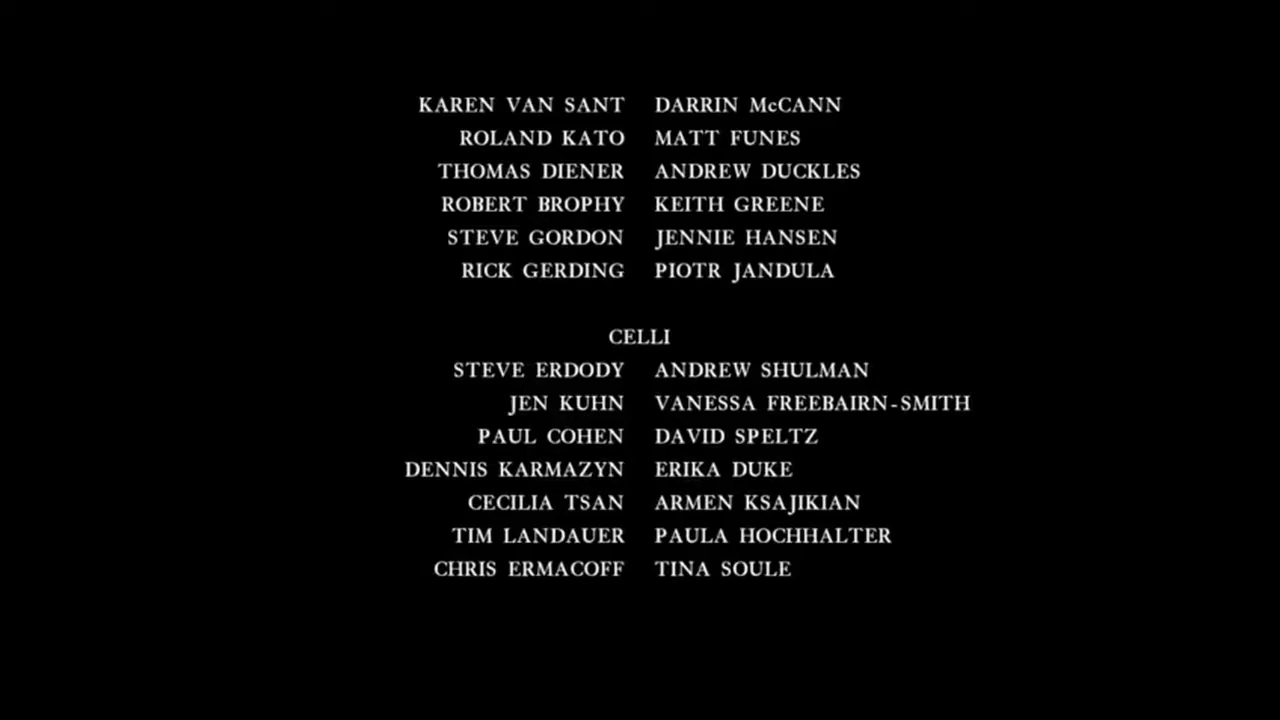 KAREN VAN SANT DARRIN McCANN
ROLAND KATO MATT FUNES
THOMAS DIENER ANDREW DUCKLES
ROBERT BROPHY KEITH GREENE
STEVE GORDON JENNIE HANSEN
RICK GERDING PIOTR JANDULA
CELLI
STEVE ERDODY ANDREW SHULMAN
JEN KUHN VANESSA FREEBAIRN-SMITH
PAUL COHEN DAVID SPELTZ
DENNIS KARMAZYN ERIKA DUKE
CECILIA TSAN ARMEN KSAJIKIAN
TIM LANDAUER PAULA HOCHHALTER
CHRIS ERMACOFF TINA SOULE